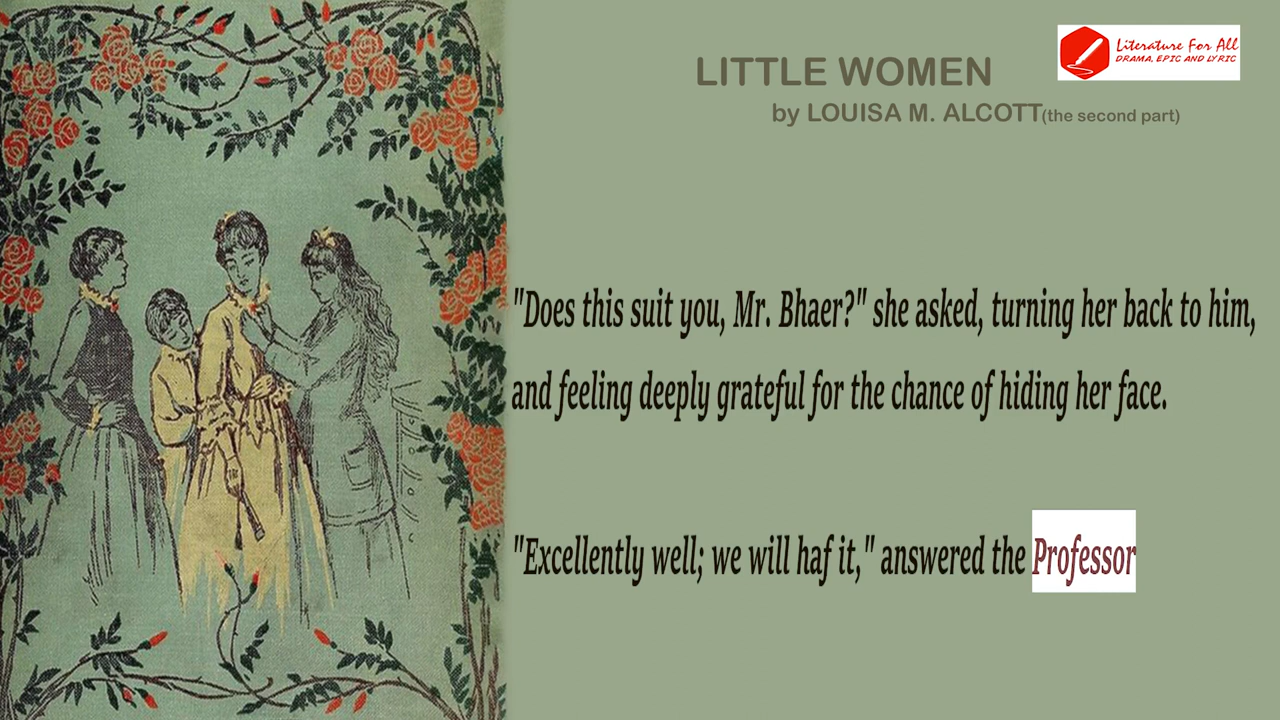 LITTLE WOMEN
Literature For All
DRAMA, EPIC AND LYRIC
by LOUISA M. ALCOTT(the second part)
"Does this suit you, Mr. Bhaer?" she asked, turning her back to him,
and feeling deeply grateful for the chance of hiding her face.
"Excellently well; we will haf it," answered the Professor